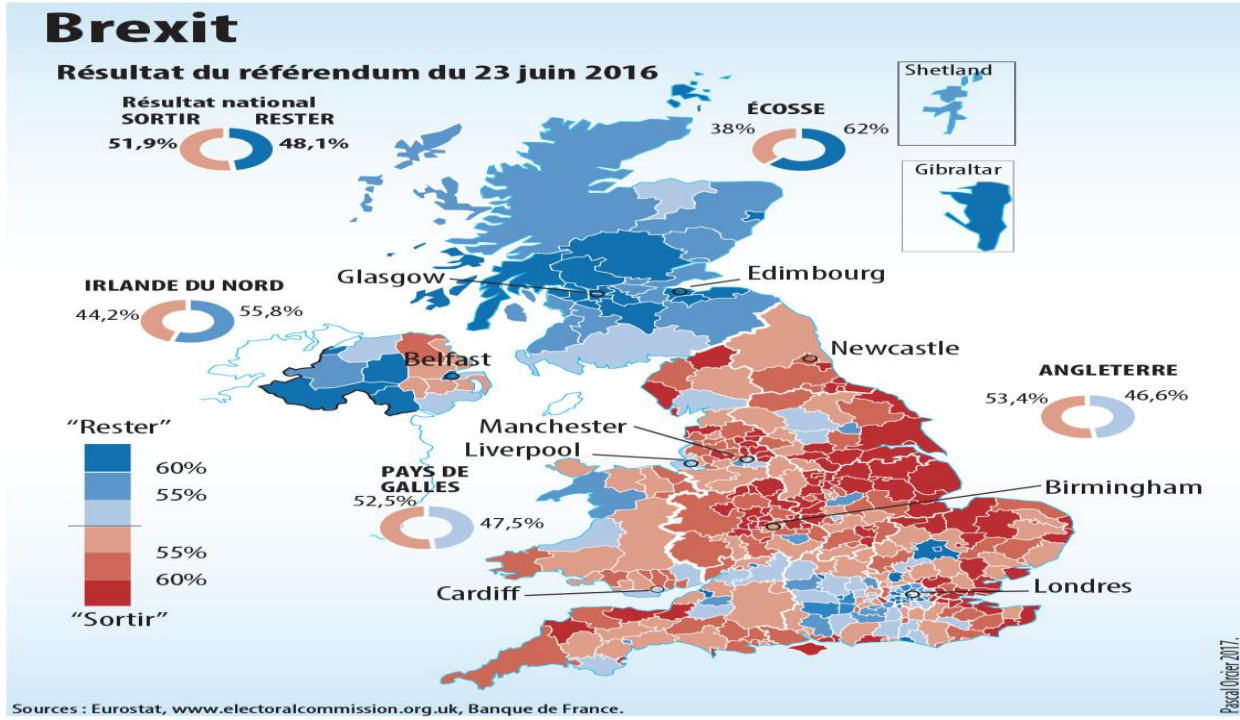 Brexit
Résultat du référendum du 23 juin 2016
Résultat national
SORTIR RESTER
51,9% 48,1%
ÉCOSSE
38% 62%
Shetland
Gibraltar
Glasgow
Edimbourg
IRLANDE DU NORD
44,2% 55,8%
Belfast
Newcastle
ANGLETERRE
53,4% 46,6%
“Rester”
60%
55%
55%
60%
“Sortir”
Manchester
Liverpool
PAYS DE
GALLES
52,5%
47,5%
Birmingham
Cardiff
Londres
Sources : Eurostat, www.electoralcommission.org.uk, Banque de France.
Pascal Orcier 2017.